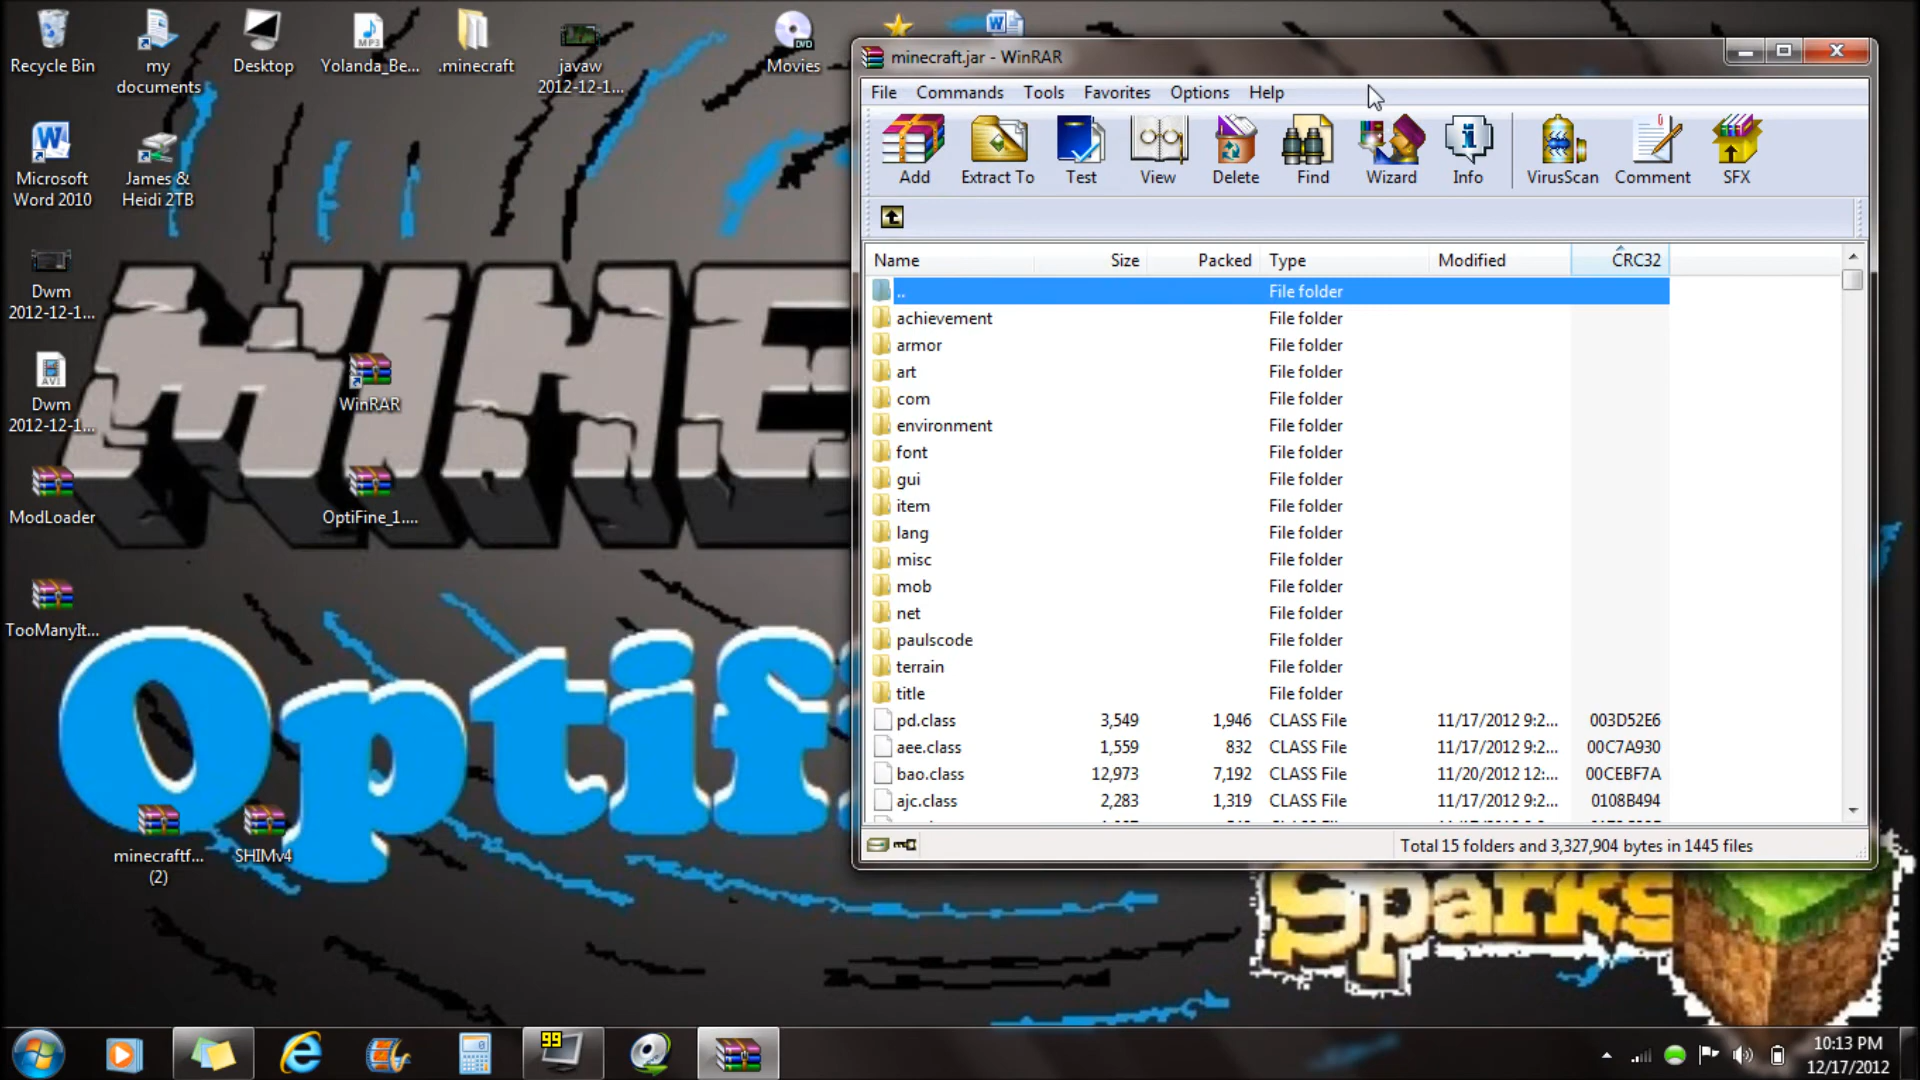 Recycle Bin
my
documents
Desktop
Yolanda_Be...
.minecraft
javaw
2012-12-1...
Movies
Microsoft
Word 2010
James &
Heidi 2TB
Dwm
2012-12-1...
Dwm
2012-12-1...
WinRAR
ModLoader
OptiFine_1....
TooManyIt...
minecraftf...
(2)
SHIMv4
MINE
Optifi
Sparks
minecraft.jar - WinRAR
File Commands Tools Favorites Options Help
Add Extract To Test View Delete Find Wizard Info VirusScan Comment SFX
Name Size Packed Type Modified CRC32
.. File folder
achievement File folder
armor File folder
art File folder
com File folder
environment File folder
font File folder
gui File folder
item File folder
lang File folder
misc File folder
mob File folder
net File folder
paulscode File folder
terrain File folder
title File folder
pd.class 3,549 1,946 CLASS File 11/17/2012 9:2... 003D52E6
aee.class 1,559 832 CLASS File 11/17/2012 9:2... 00C7A930
bao.class 12,973 7,192 CLASS File 11/20/2012 12:... 00CEBF7A
ajc.class 2,283 1,319 CLASS File 11/17/2012 9:2... 0108B494
Total 15 folders and 3,327,904 bytes in 1445 files
99
10:13 PM
12/17/2012